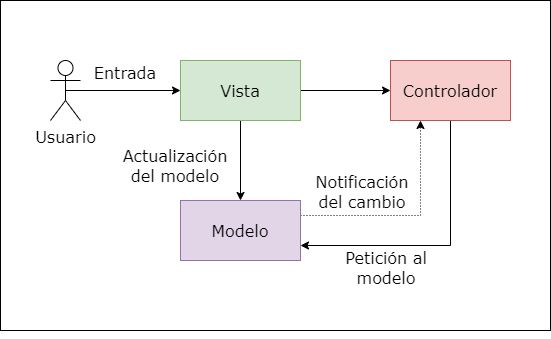 Entrada
Vista
Controlador
Usuario
Actualización
del modelo
Notificación
del cambio
Modelo
Petición al
modelo